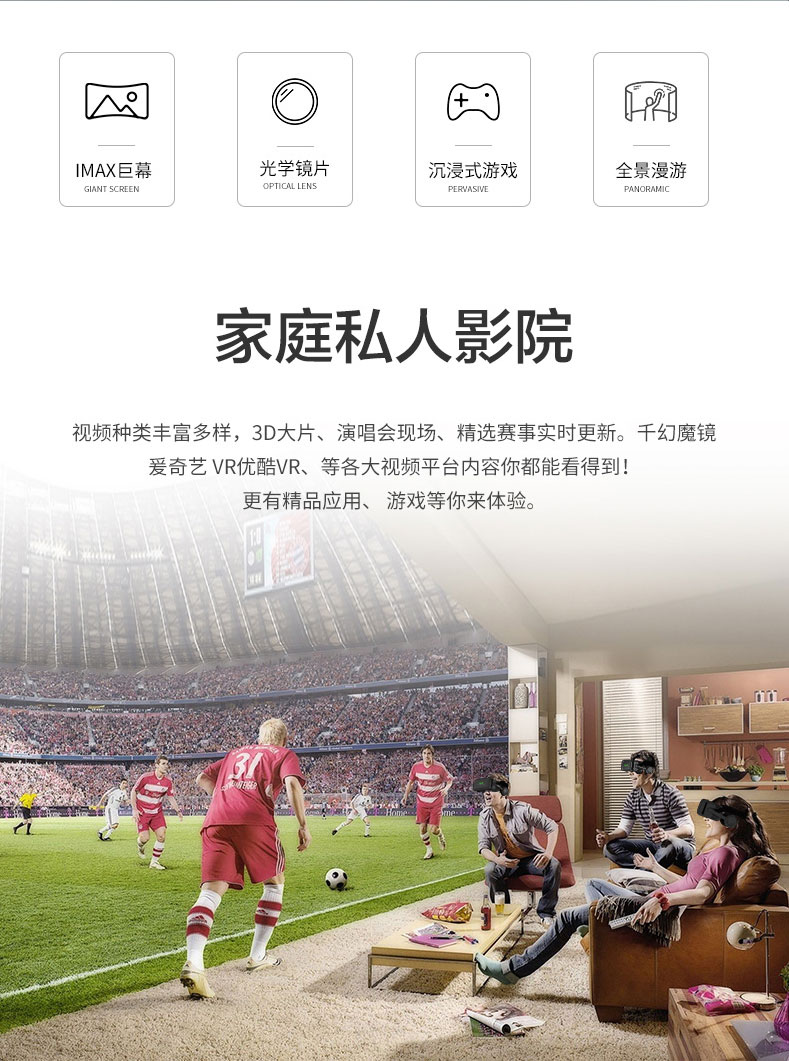 IMAX巨幕
GIANT SCREEN
光学镜片
OPTICAL LENS
沉浸式游戏
PERVASIVE
全景漫游
PANORAMIC
家庭私人影院
视频种类丰富多样，3D大片、演唱会现场、精选赛事实时更新。千幻魔镜
爱奇艺 VR优酷VR、等各大视频平台内容你都能看得到！
更有精品应用、 游戏等你来体验。
31
Home